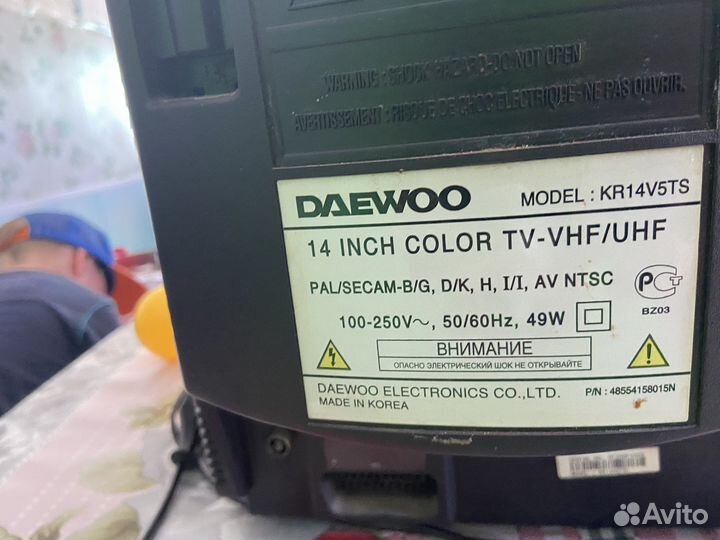 WARNING : SHOCK HAZARD-DO NOT OPEN
AVERTISSEMENT : RISQUE DE CHOC ELECTRIQUE - NE PAS OUVRIR.
DAEWOO MODEL : KR14V5TS
14 INCH COLOR TV-VHF/UHF
PAL/SECAM-B/G, D/K, H, I/I, AV NTSC
BZ03
100-250V~, 50/60Hz, 49W
ВНИМАНИЕ
ОПАСНО ЭЛЕКТРИЧЕСКИЙ ШОК НЕ ОТКРЫВАЙТЕ
DAEWOO ELECTRONICS CO.,LTD. P/N : 48554158015N
MADE IN KOREA
Avito